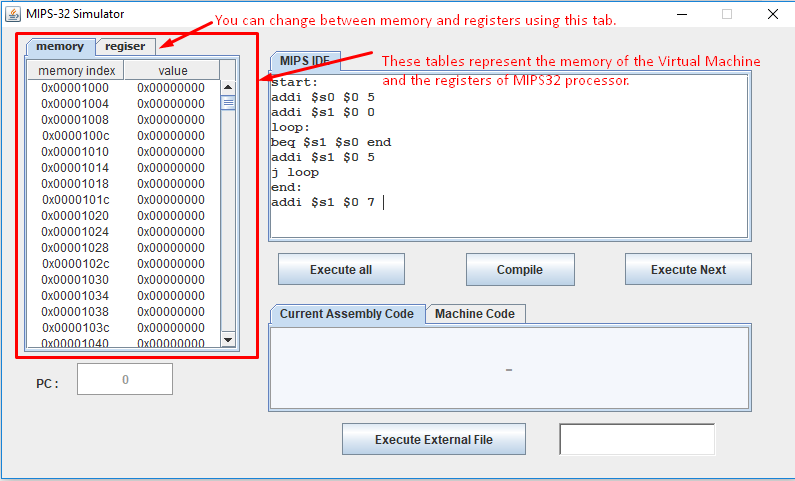 MIPS-32 Simulator
You can change between memory and registers using this tab.
memory regiser
memory index value
0x00001000 0x00000000
0x00001004 0x00000000
0x00001008 0x00000000
0x0000100c 0x00000000
0x00001010 0x00000000
0x00001014 0x00000000
0x00001018 0x00000000
0x0000101c 0x00000000
0x00001020 0x00000000
0x00001024 0x00000000
0x00001028 0x00000000
0x0000102c 0x00000000
0x00001030 0x00000000
0x00001034 0x00000000
0x00001038 0x00000000
0x0000103c 0x00000000
0x00001040 0x00000000
PC :
0
MIPS IDE
These tables represent the memory of the Virtual Machine
and the registers of MIPS32 processor.
start:
addi $s0 $0 5
addi $s1 $0 0
loop:
beq $s1 $s0 end
addi $s1 $0 5
j loop
end:
addi $s1 $0 7
Execute all
Compile
Execute Next
Current Assembly Code Machine Code
–
Execute External File